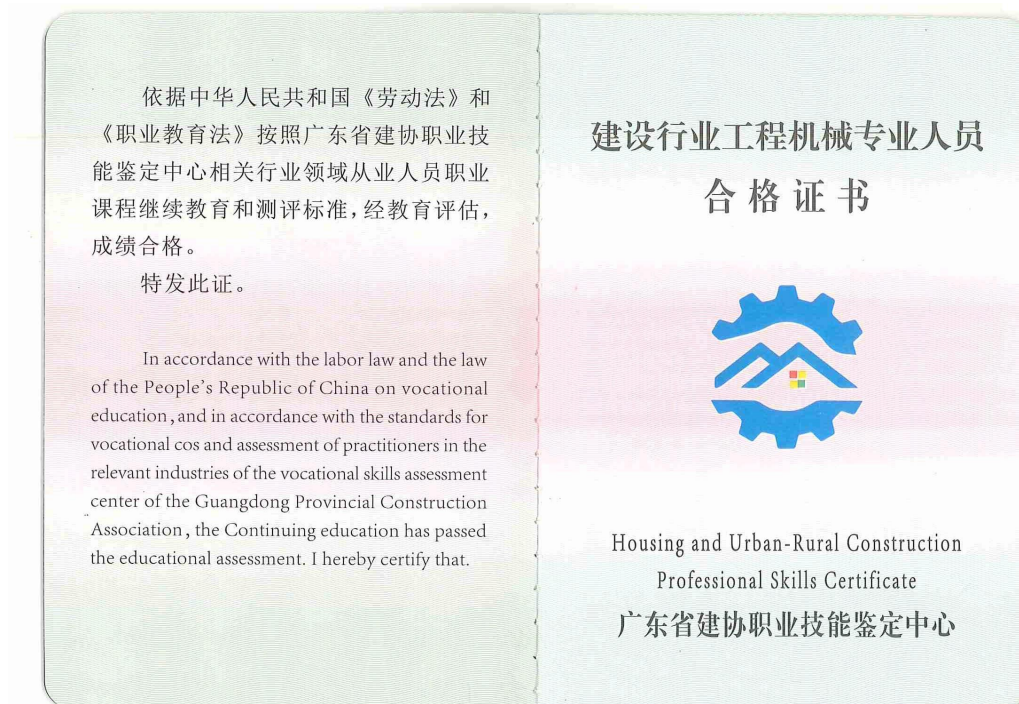 依据中华人民共和国《劳动法》和
《职业教育法》按照广东省建协职业技
能鉴定中心相关行业领域从业人员职业
课程继续教育和测评标准，经教育评估，
成绩合格。
特发此证。
In accordance with the labor law and the law
of the People's Republic of China on vocational
education, and in accordance with the standards for
vocational cos and assessment of practitioners in the
relevant industries of the vocational skills assessment
center of the Guangdong Provincial Construction
Association, the Continuing education has passed
the educational assessment. I hereby certify that.
建设行业工程机械专业人员
合格证书
Housing and Urban-Rural Construction
Professional Skills Certificate
广东省建协职业技能鉴定中心